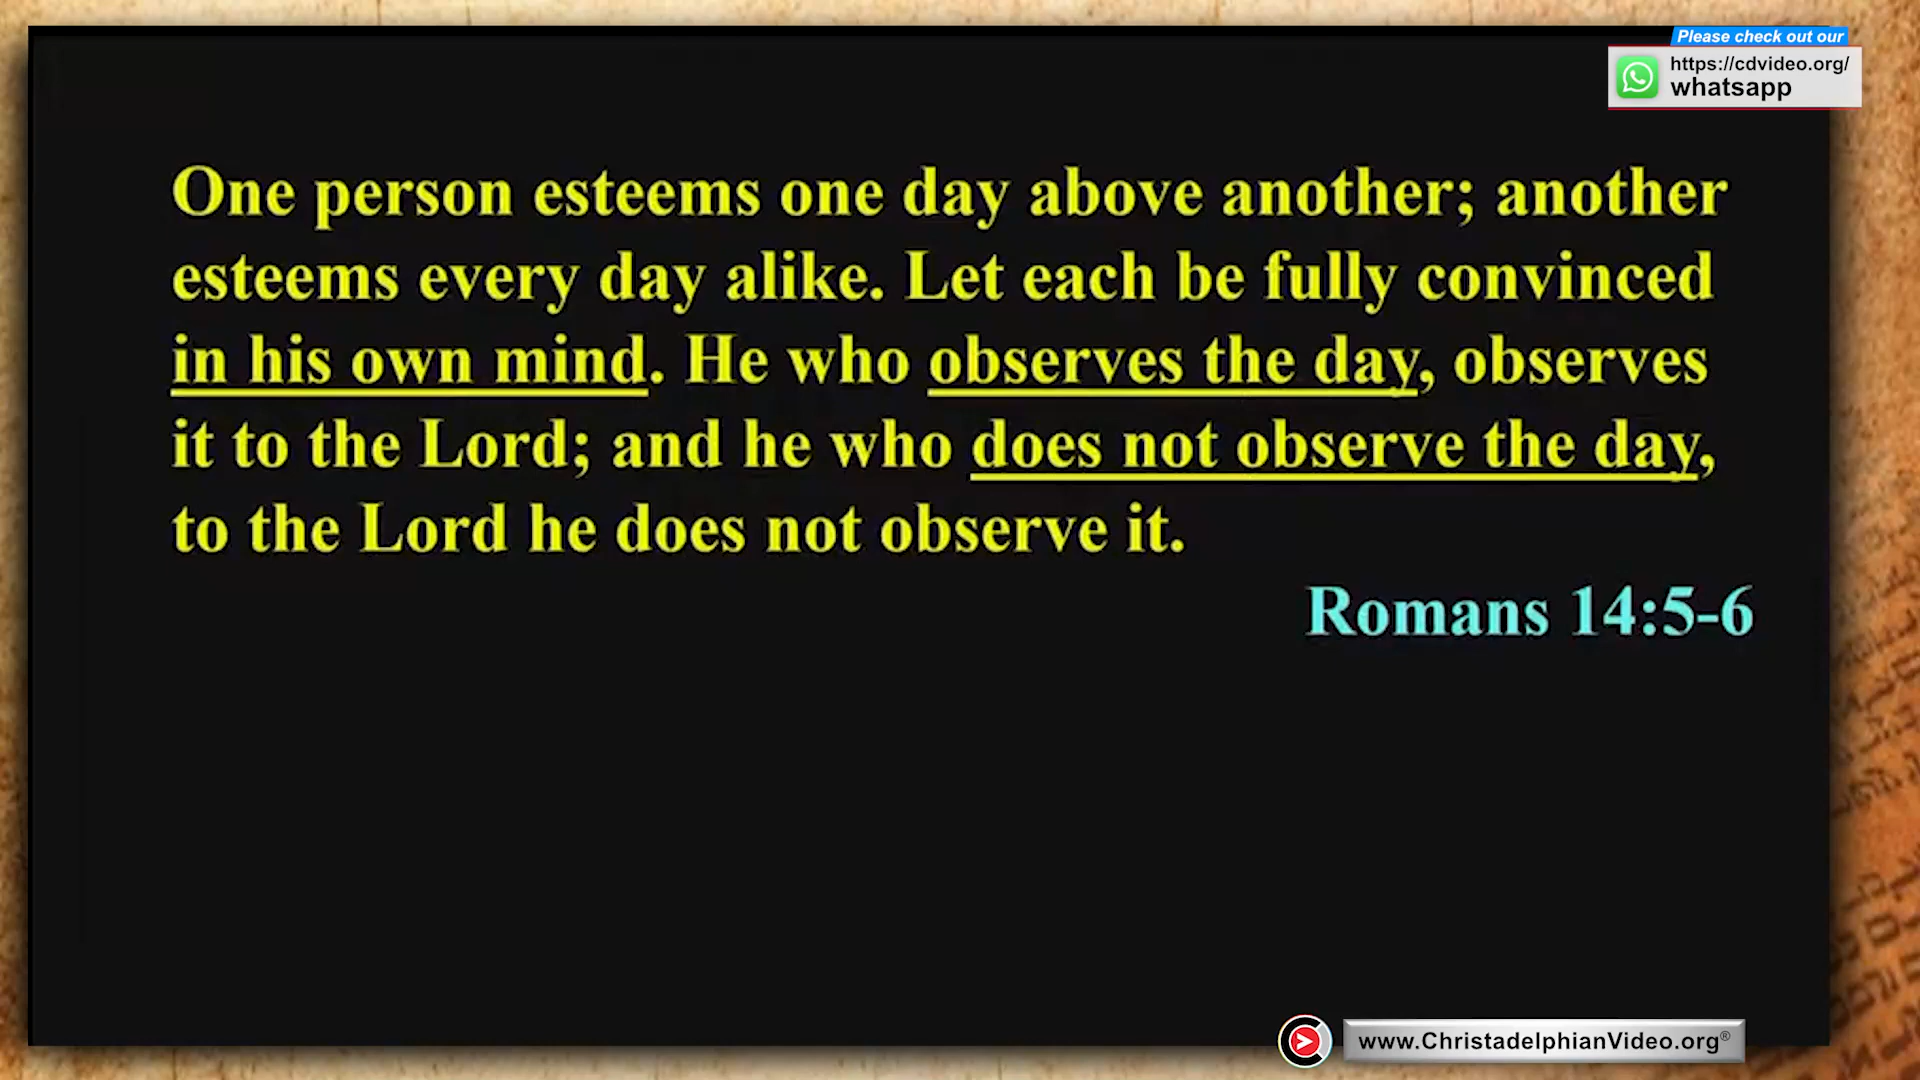 Please check out our
https://cdvideo.org/
whatsapp
One person esteems one day above another; another
esteems every day alike. Let each be fully convinced
in his own mind. He who observes the day, observes
it to the Lord; and he who does not observe the day,
to the Lord he does not observe it.
Romans 14:5-6
www.ChristadelphianVideo.org®